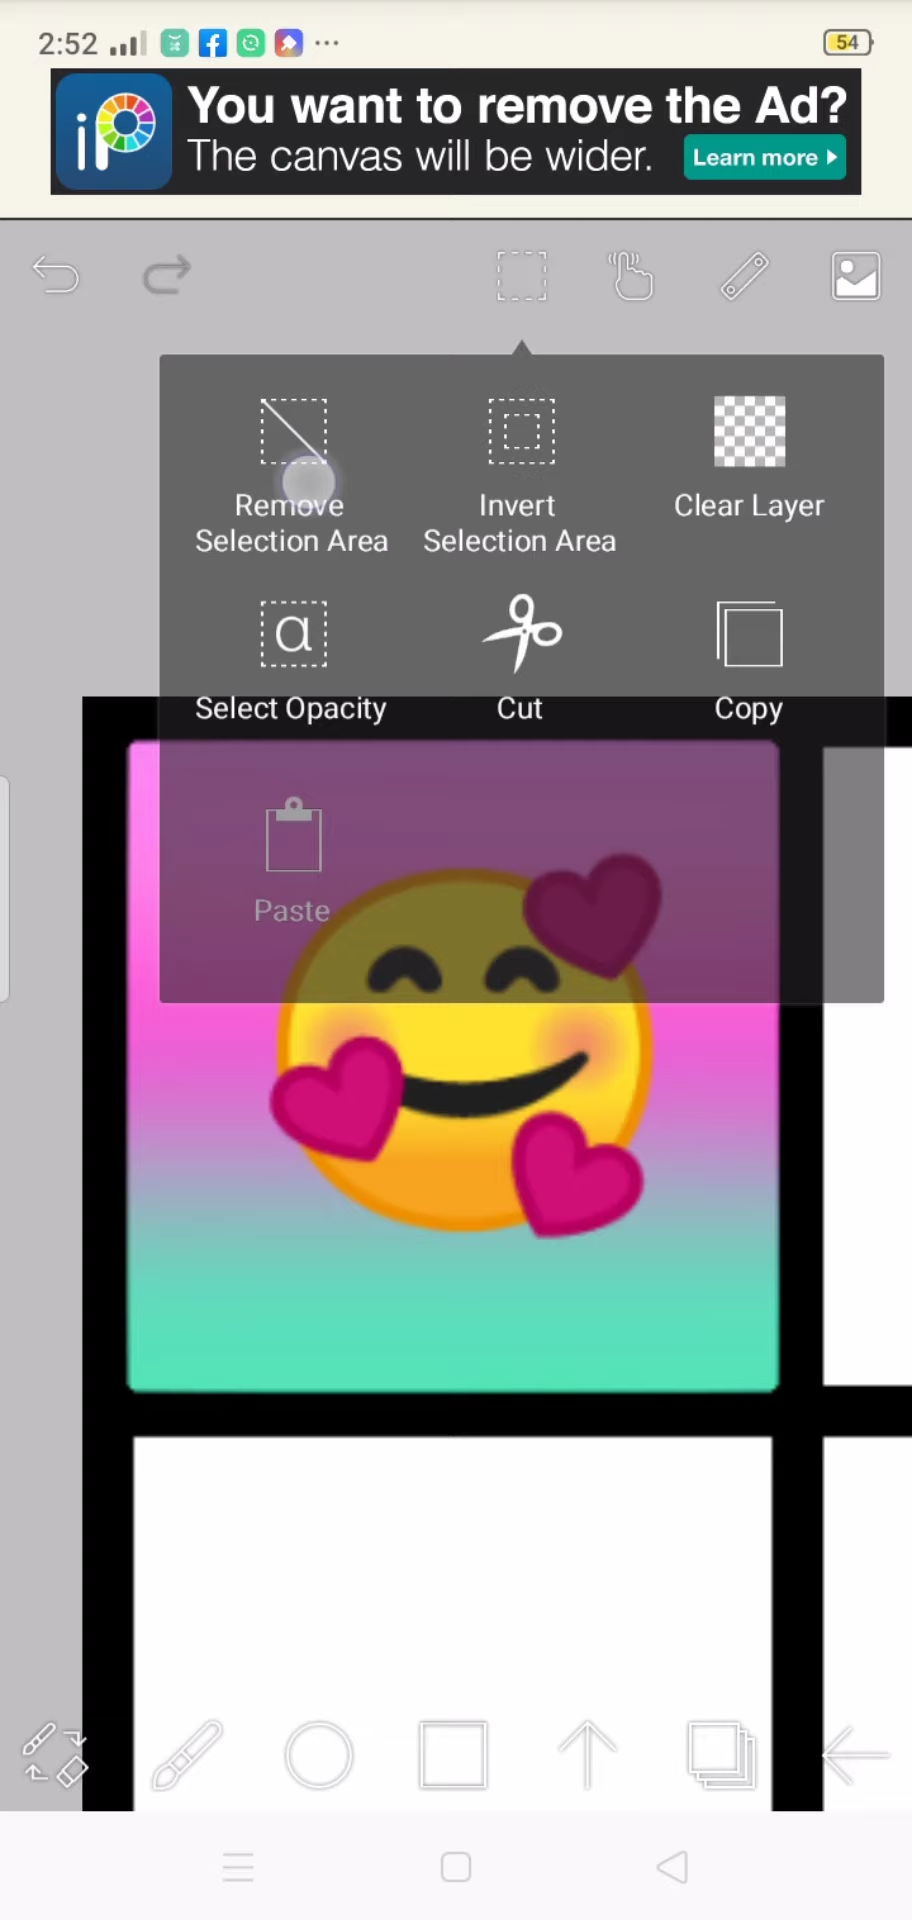 2:52
54
iP
You want to remove the Ad?
The canvas will be wider.
Learn more
Remove
Selection Area
Invert
Selection Area
Clear Layer
α
Select Opacity
Cut
Copy
Paste